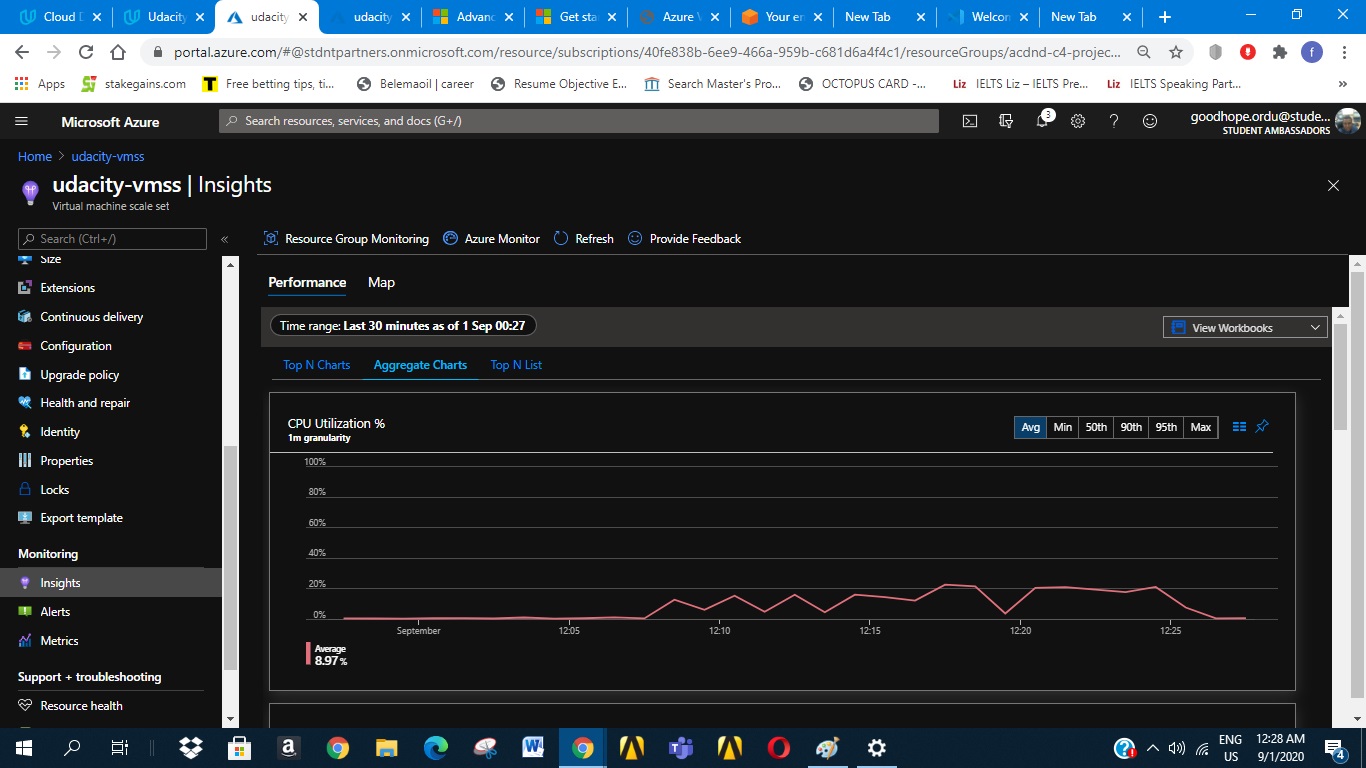 Cloud D
Udacity
udacity
udacity
Advanc
Get star
Azure V
Your en
New Tab
Welcom
New Tab
portal.azure.com/#@stdntpartners.onmicrosoft.com/resource/subscriptions/40fe838b-6ee9-466a-959b-c681d6a4f4c1/resourceGroups/acdnd-c4-projec...
f
Apps
stakegains.com
Free betting tips, ti...
Belemaoil | career
Resume Objective E...
Search Master's Pro...
OCTOPUS CARD -...
Liz IELTS Liz – IELTS Pre...
Liz IELTS Speaking Part...
»
Microsoft Azure
Search resources, services, and docs (G+/)
3
goodhope.ordu@stude...
STUDENT AMBASSADORS
Home > udacity-vmss
udacity-vmss | Insights
Virtual machine scale set
Search (Ctrl+/)
«
Resource Group Monitoring
Azure Monitor
Refresh
Provide Feedback
Size
Extensions
Continuous delivery
Configuration
Upgrade policy
Health and repair
Identity
Properties
Locks
Export template
Monitoring
Insights
Alerts
Metrics
Support + troubleshooting
Resource health
Performance
Map
Time range: Last 30 minutes as of 1 Sep 00:27
View Workbooks
Top N Charts
Aggregate Charts
Top N List
CPU Utilization %
1m granularity
Avg
Min
50th
90th
95th
Max
100%
80%
60%
40%
20%
0%
September
12:05
12:10
12:15
12:20
12:25
Average
8.97 %
ENG
US
12:28 AM
9/1/2020
4